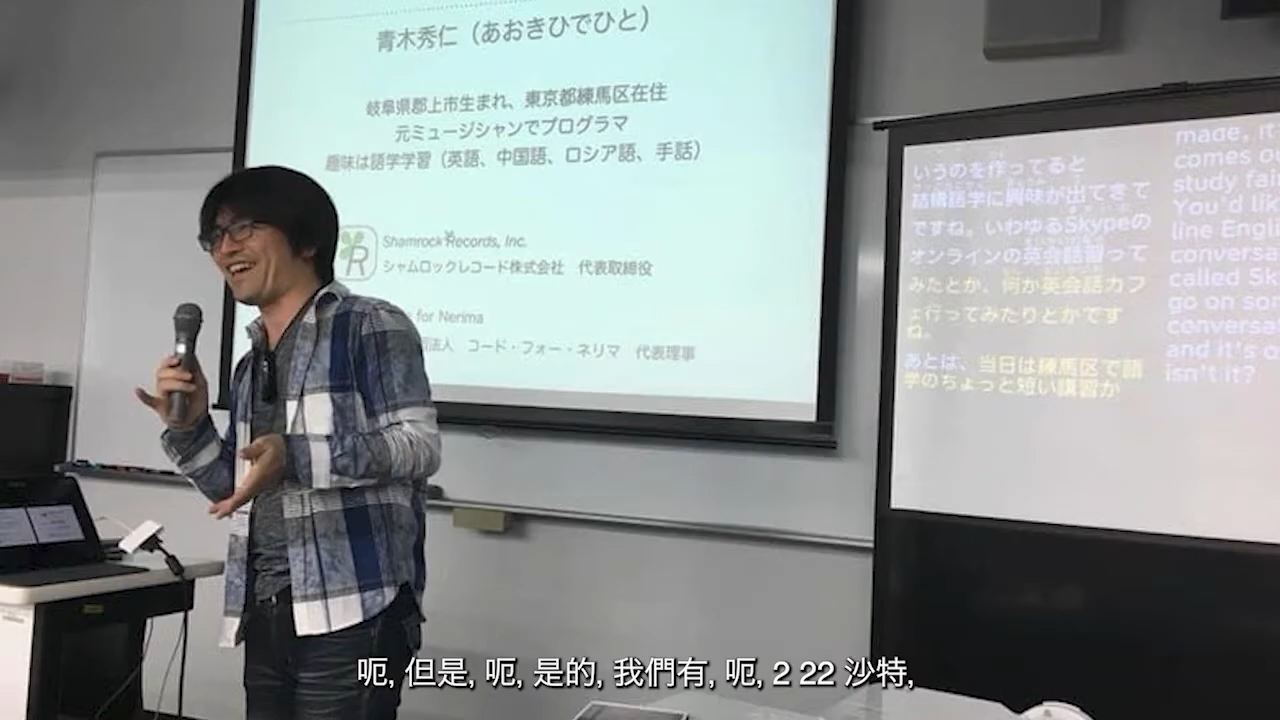 青木秀仁（あおきひでひと）
岐阜県郡上市生まれ、東京都練馬区在住
元ミュージシャンでプログラマ
趣味は語学学習（英語、中国語、ロシア語、手話）
R
Shamrock Records, Inc.
シャムロックレコード株式会社 代表取締役
for Nerima
法人 コード・フォー・ネリマ 代表理事
いうのを作ってると
結構語学に興味が出てきて
ですね。いわゆるSkypeの
オンラインの英会話習って
みたとか、何か英会話カフ
ェ行ってみたりとかです
ね。
あとは、当日は練馬区で語
学のちょっと短い講習か
made, it
comes ou
study fai
You'd lik
line Engli
conversa
called Sk
go on som
conversa
and it's o
isn't it?
呃, 但是, 呃, 是的, 我們有, 呃, 2 22 沙特,